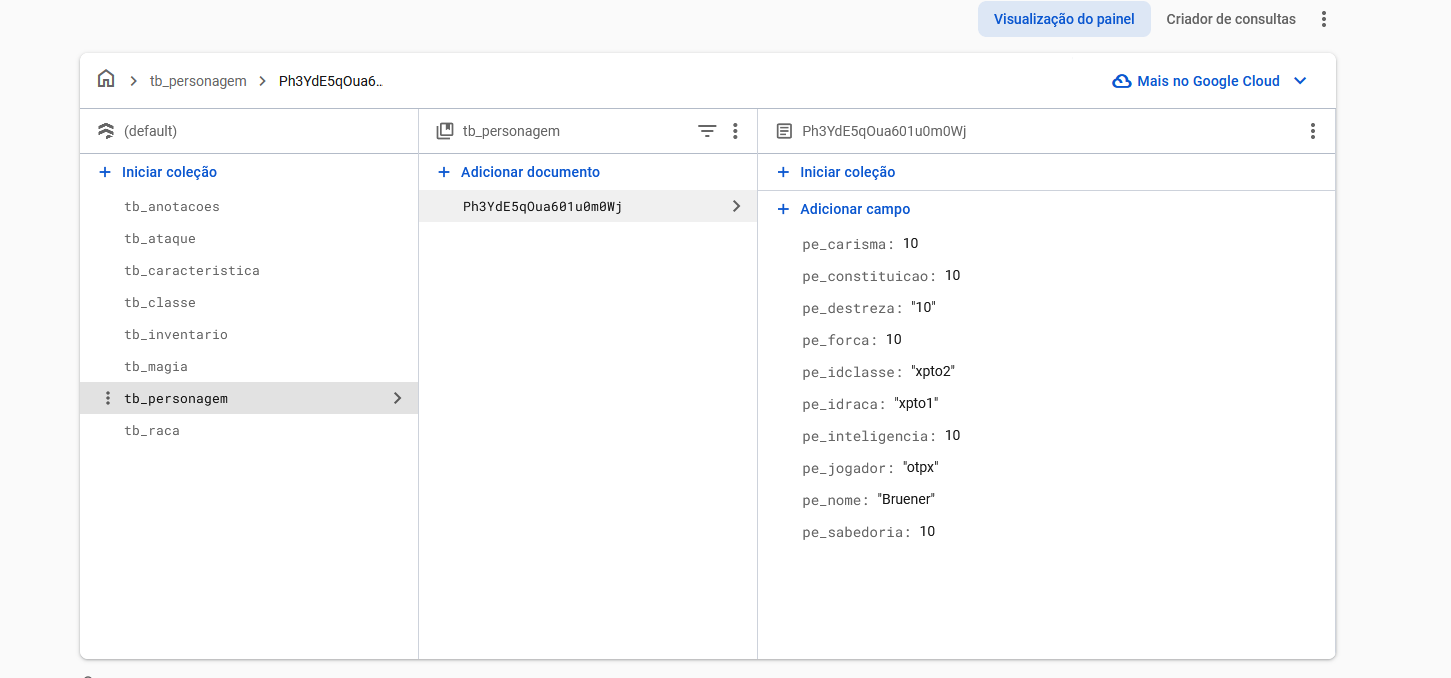 Visualização do painel
Criador de consultas
tb_personagem
Ph3YdE5qOua6..
Mais no Google Cloud
(default)
tb_personagem
Ph3YdE5qOua601u0m0Wj
Iniciar coleção
Adicionar documento
Iniciar coleção
tb_anotacoes
tb_ataque
tb_caracteristica
tb_classe
tb_inventario
tb_magia
tb_personagem
tb_raca
Ph3YdE5qOua601u0m0Wj
Adicionar campo
pe_carisma: 10
pe_constituicao: 10
pe_destreza: "10"
pe_forca: 10
pe_idclasse: "xpto2"
pe_idraca: "xpto1"
pe_inteligencia: 10
pe_jogador: "otpx"
pe_nome: "Bruener"
pe_sabedoria: 10